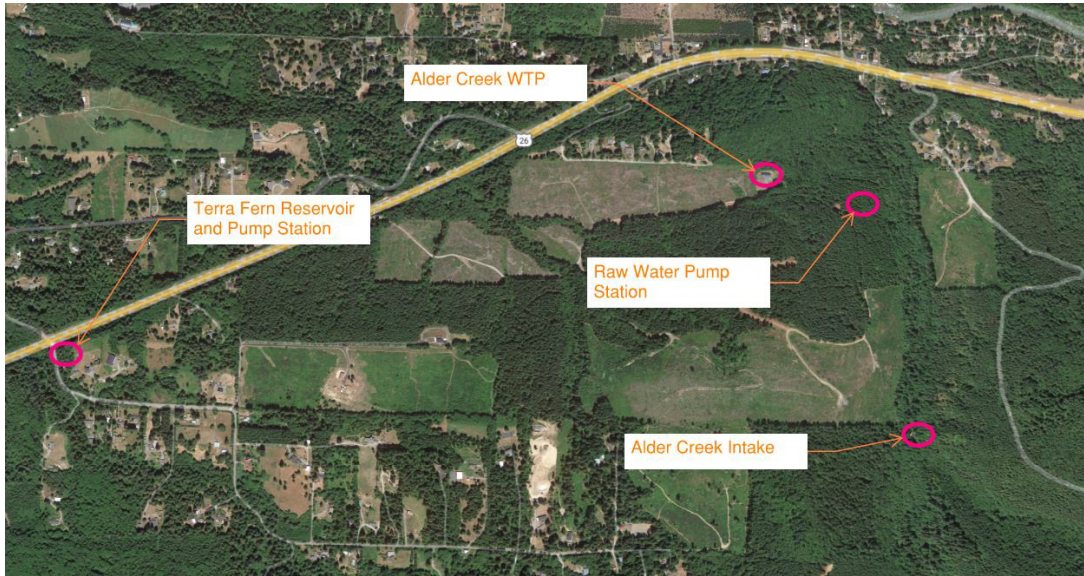 Alder Creek WTP
26
Terra Fern Reservoir
and Pump Station
Raw Water Pump
Station
Alder Creek Intake